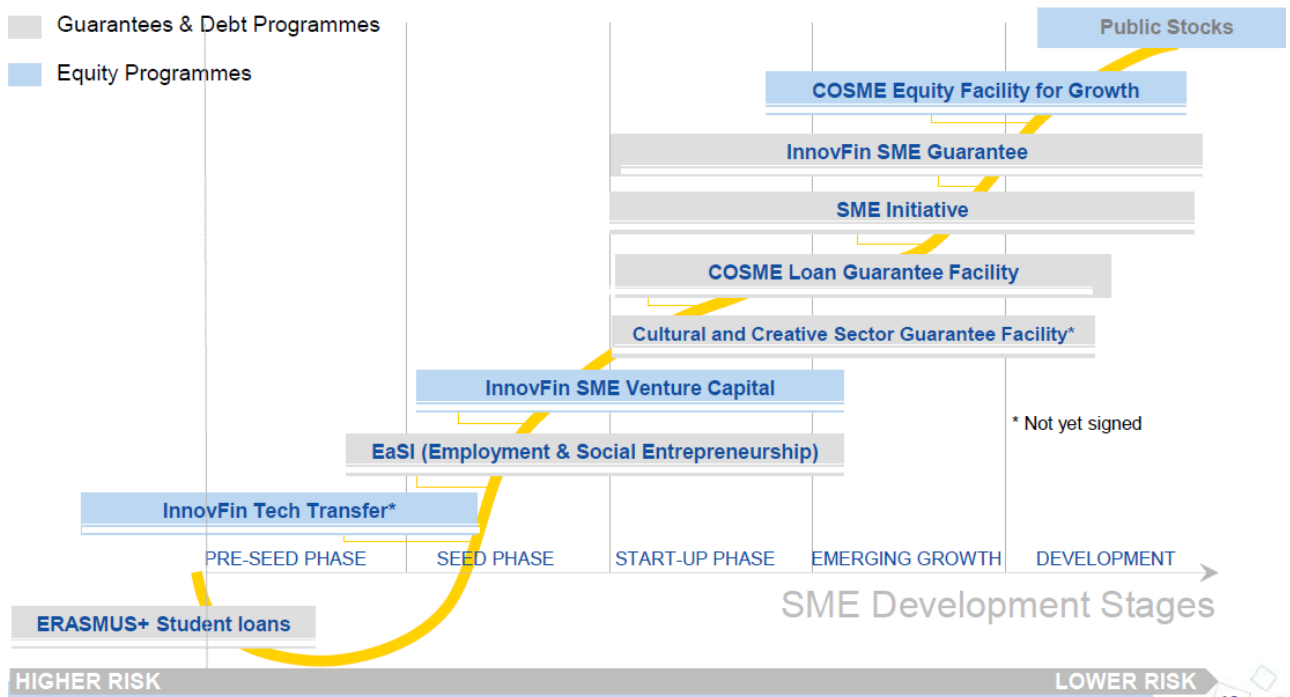 Guarantees & Debt Programmes
Public Stocks
Equity Programmes
COSME Equity Facility for Growth
InnovFin SME Guarantee
SME Initiative
COSME Loan Guarantee Facility
Cultural and Creative Sector Guarantee Facility*
InnovFin SME Venture Capital
* Not yet signed
EaSI (Employment & Social Entrepreneurship)
InnovFin Tech Transfer*
PRE-SEED PHASE SEED PHASE START-UP PHASE EMERGING GROWTH DEVELOPMENT
SME Development Stages
ERASMUS+ Student loans
HIGHER RISK LOWER RISK